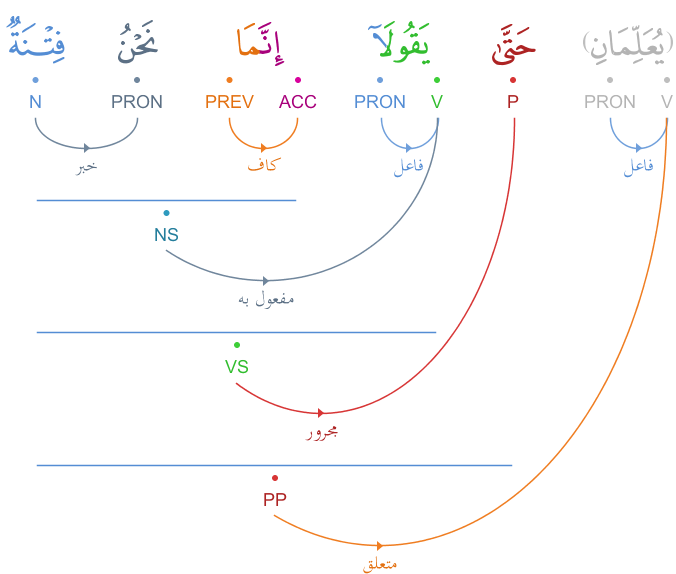 (يُعَلِّمَانِ) حَتَّىٰ يَقُولَآ إِنَّمَا نَحْنُ فِتْنَةٌ
V PRON P V PRON ACC PREV PRON N
فاعل فاعل كاف خبر
NS
مفعول به
VS
مجرور
PP
متعلق